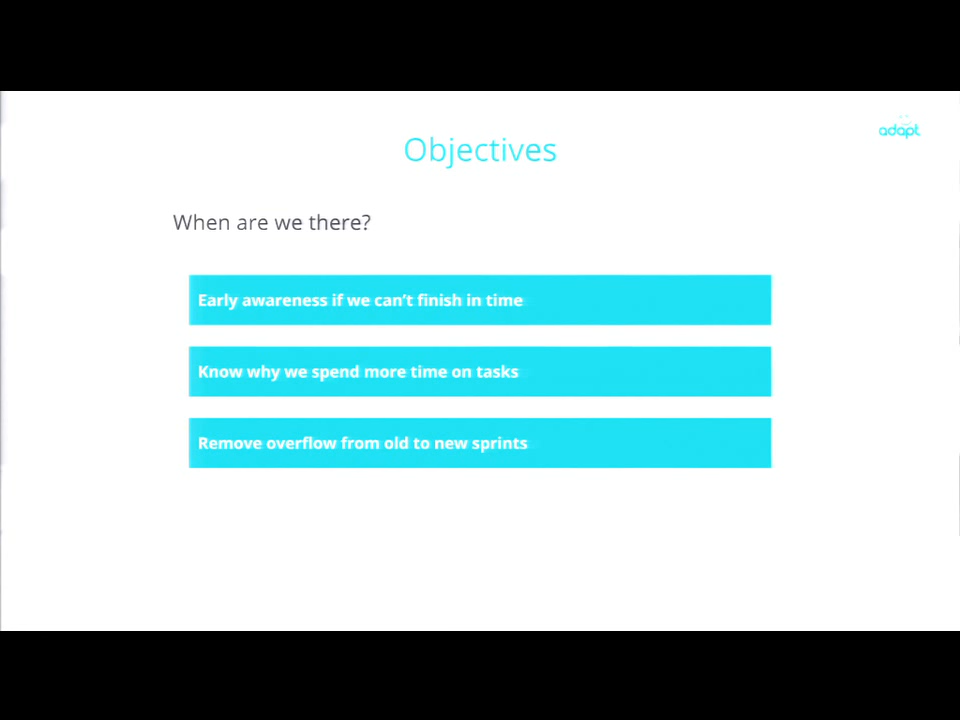 adapt
Objectives
When are we there?
Early awareness if we can't finish in time
Know why we spend more time on tasks
Remove overflow from old to new sprints